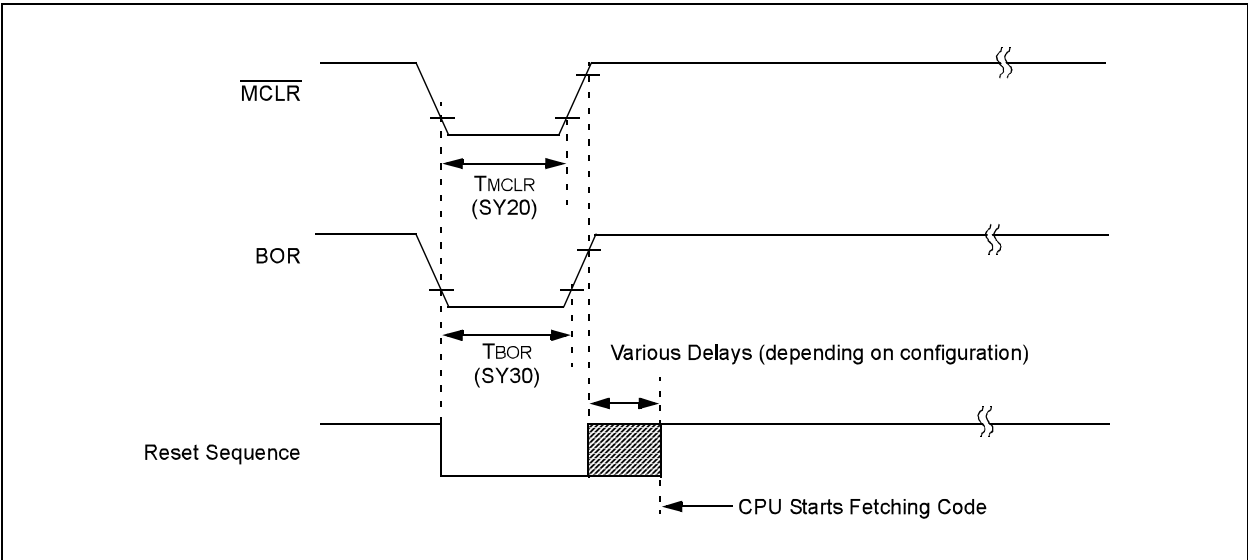 MCLR
TMCLR
(SY20)
BOR
TBOR
(SY30)
Various Delays (depending on configuration)
Reset Sequence
CPU Starts Fetching Code